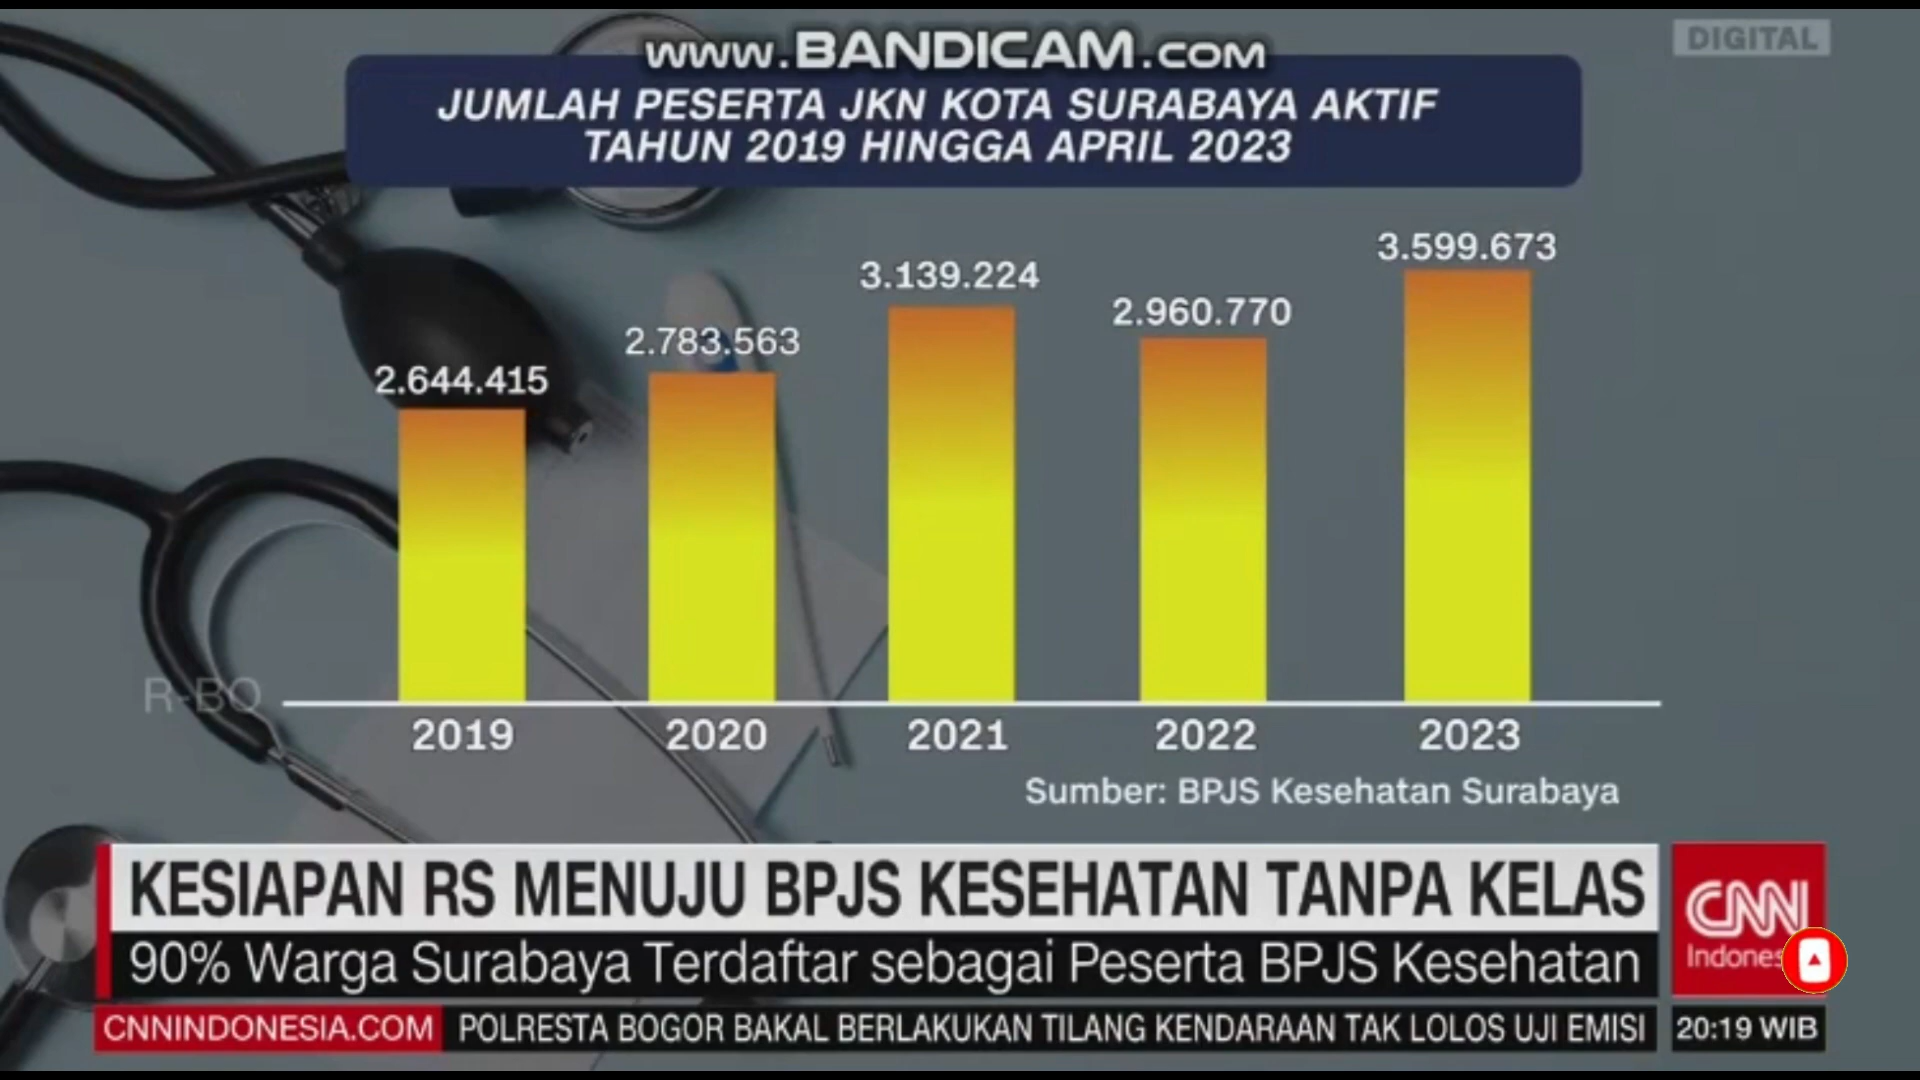 www.BANDICAM.com
DIGITAL
JUMLAH PESERTA JKN KOTA SURABAYA AKTIF
TAHUN 2019 HINGGA APRIL 2023
2.644.415
2.783.563
3.139.224
2.960.770
3.599.673
R-BO
2019
2020
2021
2022
2023
Sumber: BPJS Kesehatan Surabaya
KESIAPAN RS MENUJU BPJS KESEHATAN TANPA KELAS
90% Warga Surabaya Terdaftar sebagai Peserta BPJS Kesehatan
CNN
Indones
CNNINDONESIA.COM
POLRESTA BOGOR BAKAL BERLAKUKAN TILANG KENDARAAN TAK LOLOS UJI EMISI
20:19 WIB